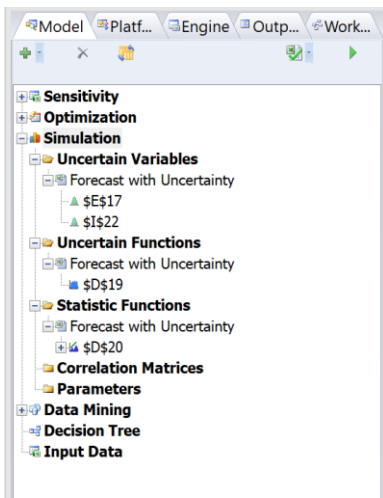 Model Platf... Engine Outp... Work...
Sensitivity
Optimization
Simulation
Uncertain Variables
Forecast with Uncertainty
$E$17
$I$22
Uncertain Functions
Forecast with Uncertainty
$D$19
Statistic Functions
Forecast with Uncertainty
$D$20
Correlation Matrices
Parameters
Data Mining
Decision Tree
Input Data